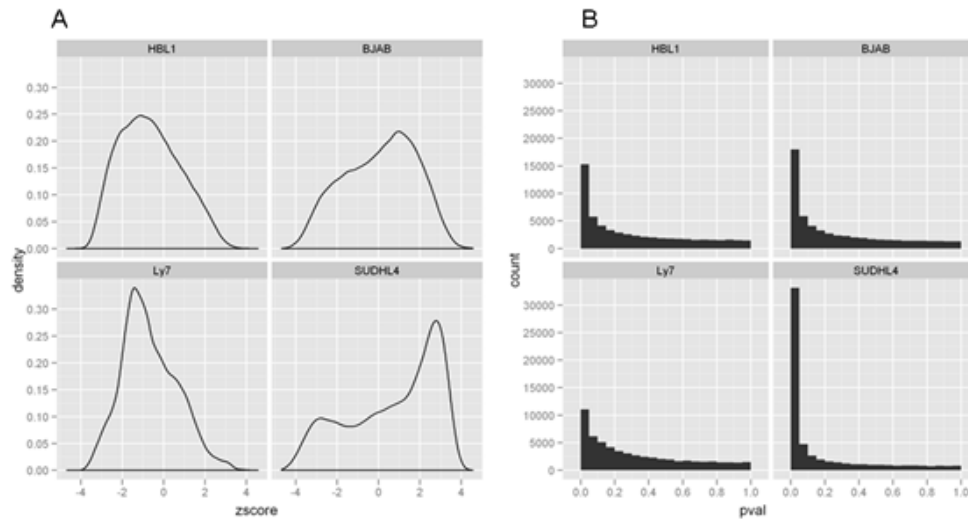 A
B
HBL1
BJAB
HBL1
BJAB
0.30
0.25
0.20
0.15
0.10
0.05
0.00
30000
25000
20000
15000
10000
5000
0
density
count
Ly7
SUDHL4
Ly7
SUDHL4
0.30
0.25
0.20
0.15
0.10
0.05
0.00
30000
25000
20000
15000
10000
5000
0
-4 -2 0 2 4 -4 -2 0 2 4
0.0 0.2 0.4 0.6 0.8 1.0 0.0 0.2 0.4 0.6 0.8 1.0
zscore
pval